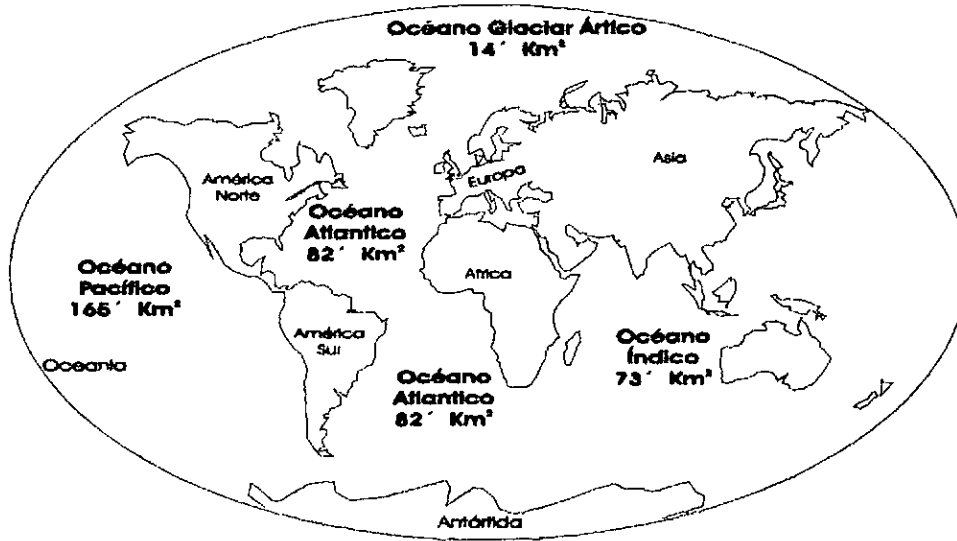 Océano Glaciar Ártico
14´ Km²
América
Norte
Europa
Asia
Océano
Atlantico
82´ Km²
Océano
Pacífico
165´ Km²
Africa
América
Sur
Océano
Índico
73´ Km²
Oceania
Océano
Atlantico
82´ Km²
Antártida